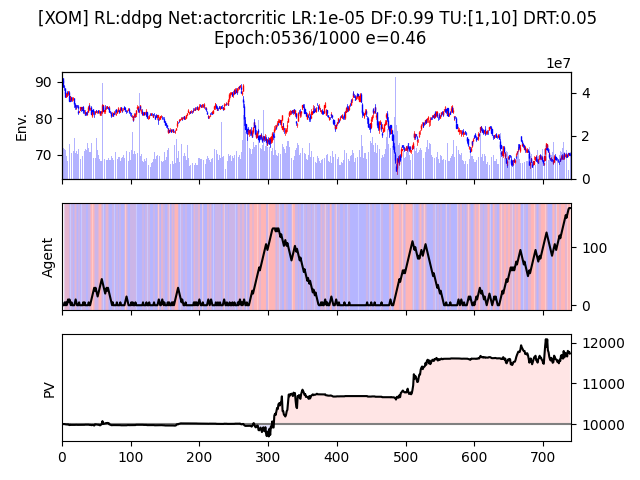 [XOM] RL:ddpg Net:actorcritic LR:1e-05 DF:0.99 TU:[1,10] DRT:0.05
Epoch:0536/1000 e=0.46
1e7
90
80
70
Env.
4
2
0
Agent
100
0
PV
12000
11000
10000
0 100 200 300 400 500 600 700